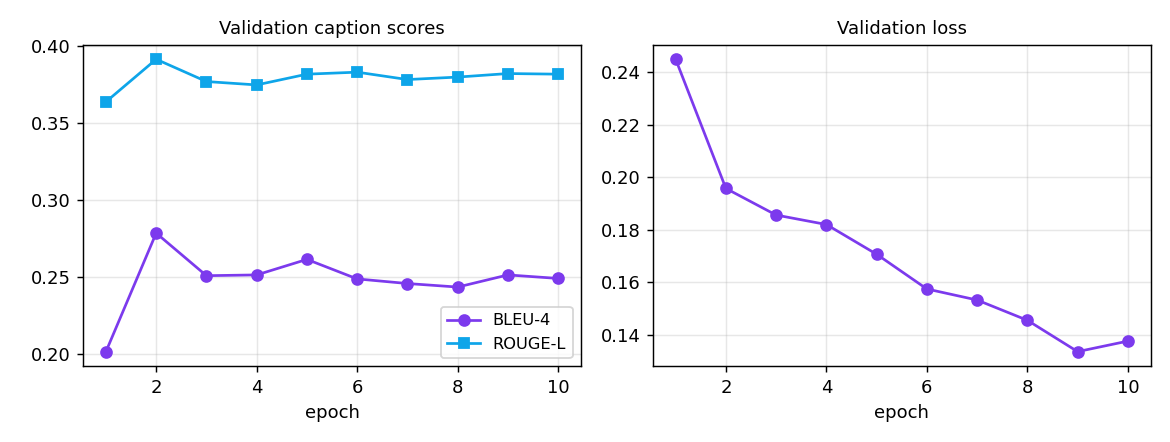 Validation caption scores
0.40
0.35
0.30
0.25
0.20
BLEU-4
ROUGE-L
2 4 6 8 10
epoch
Validation loss
0.24
0.22
0.20
0.18
0.16
0.14
2 4 6 8 10
epoch